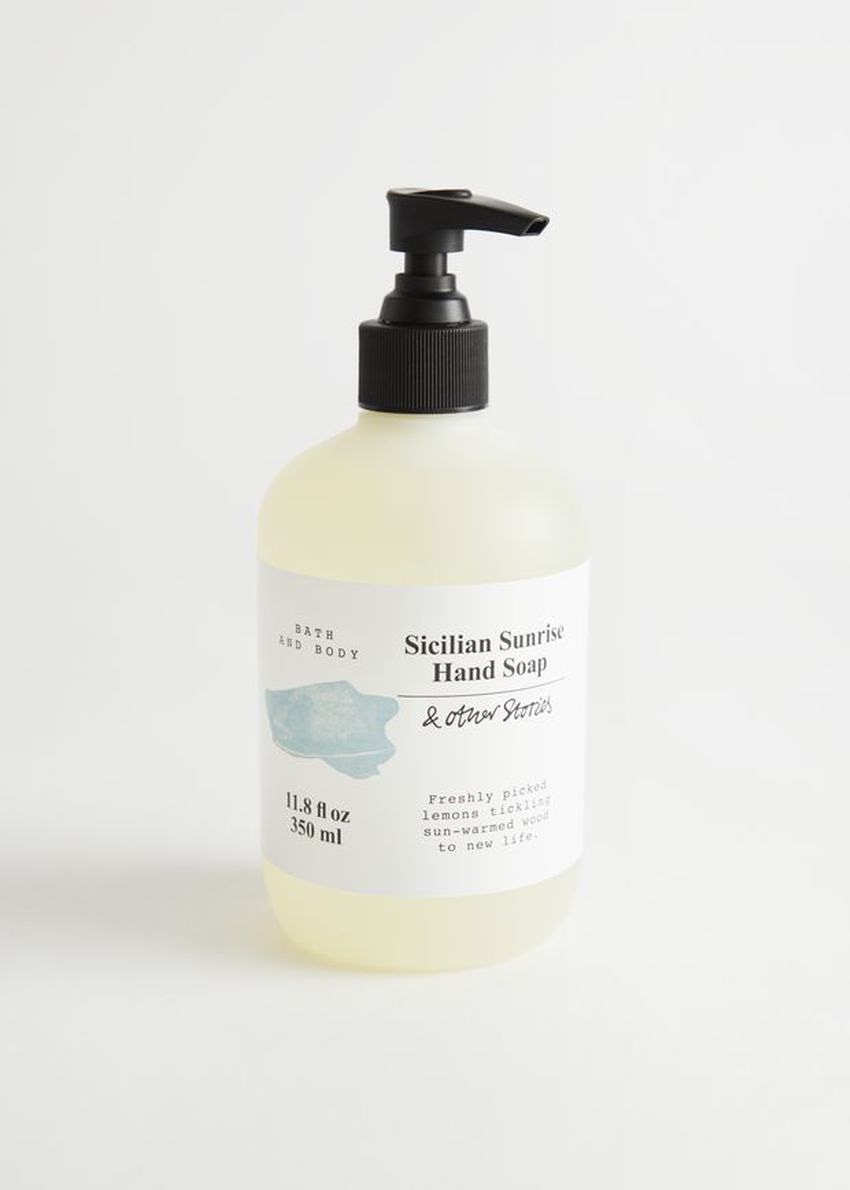 BATH
AND BODY
11.8 fl oz
350 ml
Sicilian Sunrise
Hand Soap
& other Stories
Freshly picked
lemons tickling
sun-warmed wood
to new life.